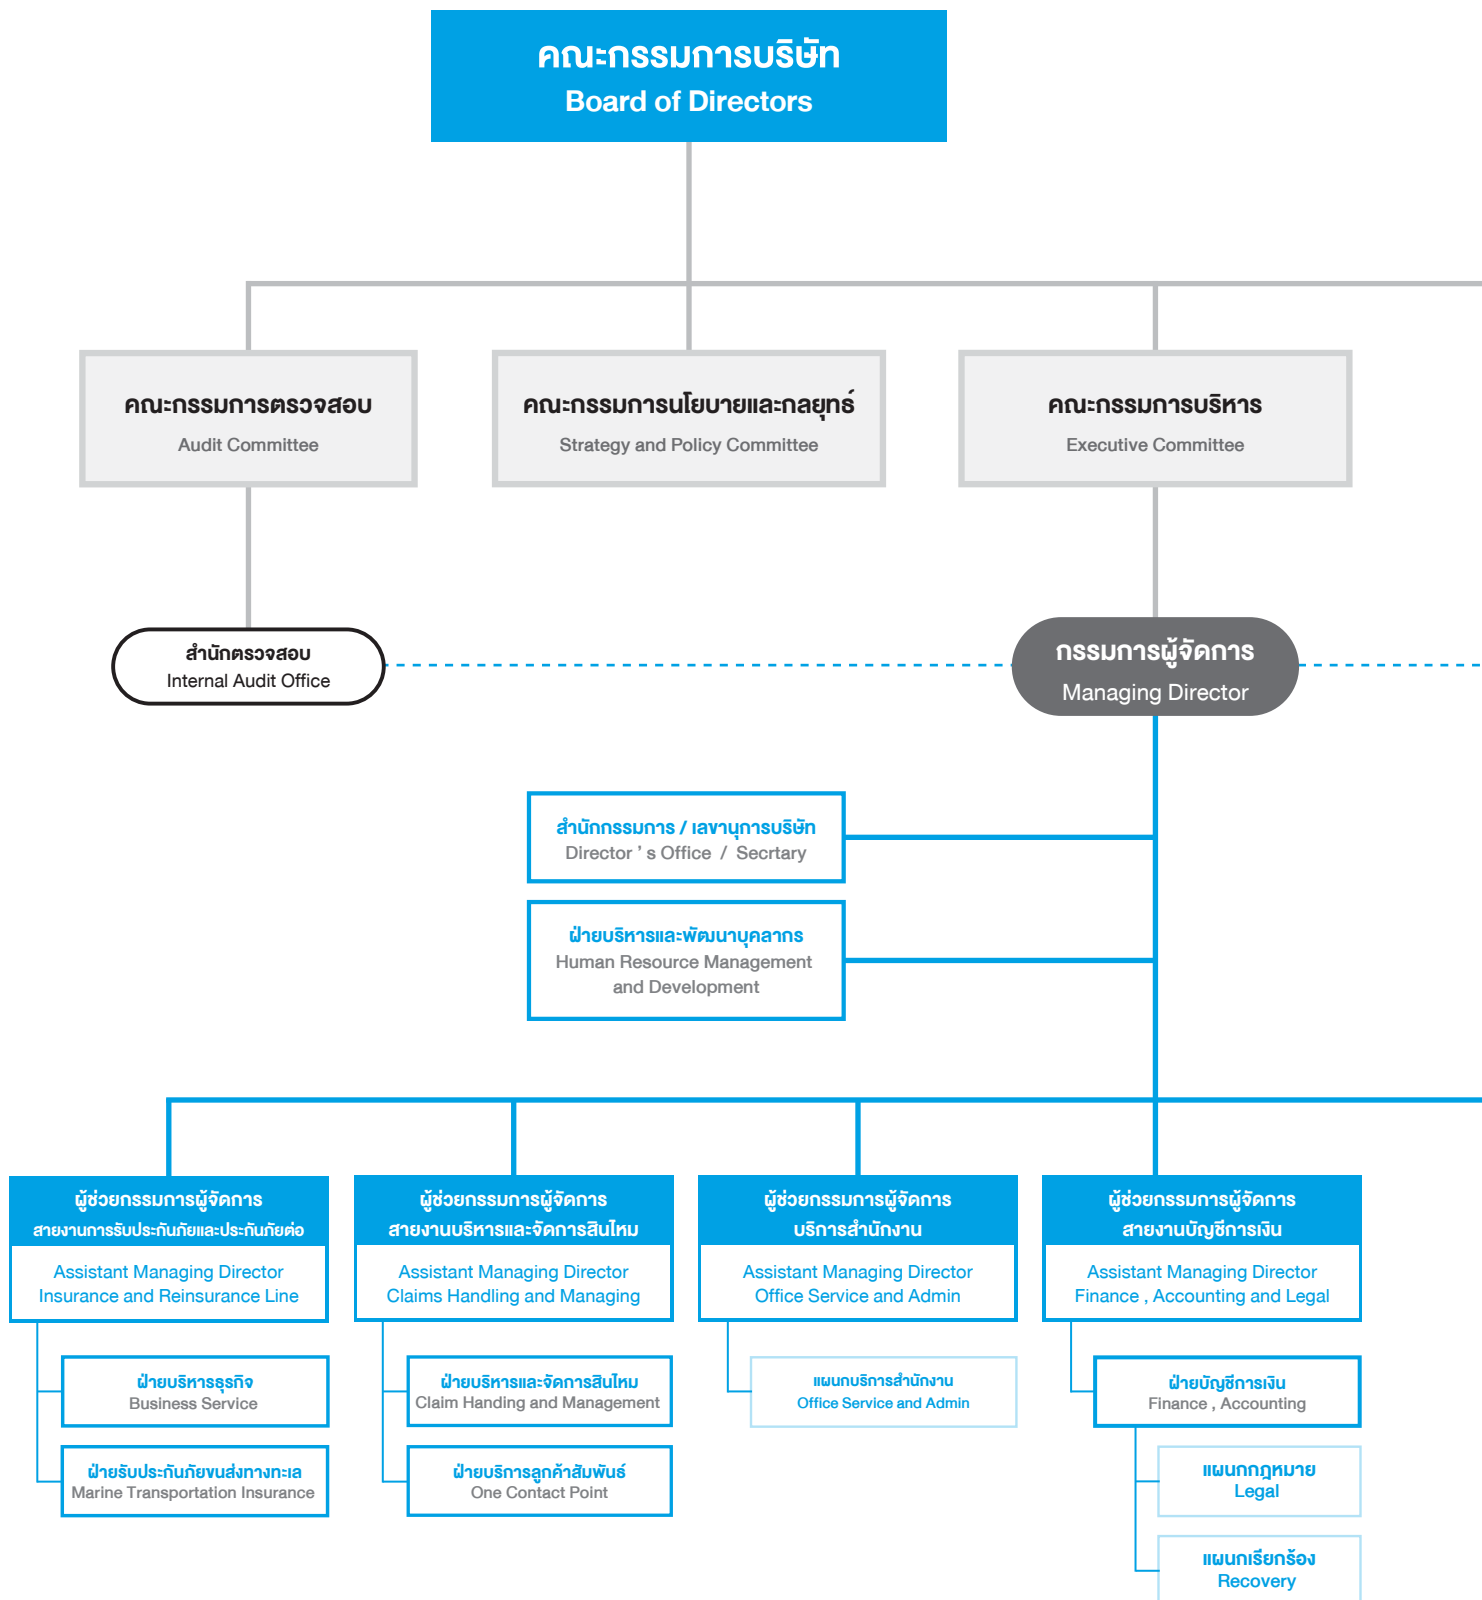 คณะกรรมการบริษัท
Board of Directors
คณะกรรมการตรวจสอบ
Audit Committee
คณะกรรมการนโยบายและกลยุทธ์
Strategy and Policy Committee
คณะกรรมการบริหาร
Executive Committee
สำนักตรวจสอบ
Internal Audit Office
กรรมการผู้จัดการ
Managing Director
สำนักกรรมการ / เลขานุการบริษัท
Director ’ s Office / Secrtary
ฝ่ายบริหารและพัฒนาบุคลากร
Human Resource Management
and Development
ผู้ช่วยกรรมการผู้จัดการ
สายงานการรับประกันภัยและประกันภัยต่อ
Assistant Managing Director
Insurance and Reinsurance Line
ฝ่ายบริหารธุรกิจ
Business Service
ฝ่ายรับประกันภัยขนส่งทางทะเล
Marine Transportation Insurance
ผู้ช่วยกรรมการผู้จัดการ
สายงานบริหารและจัดการสินไหม
Assistant Managing Director
Claims Handling and Managing
ฝ่ายบริหารและจัดการสินไหม
Claim Handing and Management
ฝ่ายบริการลูกค้าสัมพันธ์
One Contact Point
ผู้ช่วยกรรมการผู้จัดการ
บริการสำนักงาน
Assistant Managing Director
Office Service and Admin
แผนกบริการสำนักงาน
Office Service and Admin
ผู้ช่วยกรรมการผู้จัดการ
สายงานบัญชีการเงิน
Assistant Managing Director
Finance , Accounting and Legal
ฝ่ายบัญชีการเงิน
Finance , Accounting
แผนกกฎหมาย
Legal
แผนกเรียกร้อง
Recovery